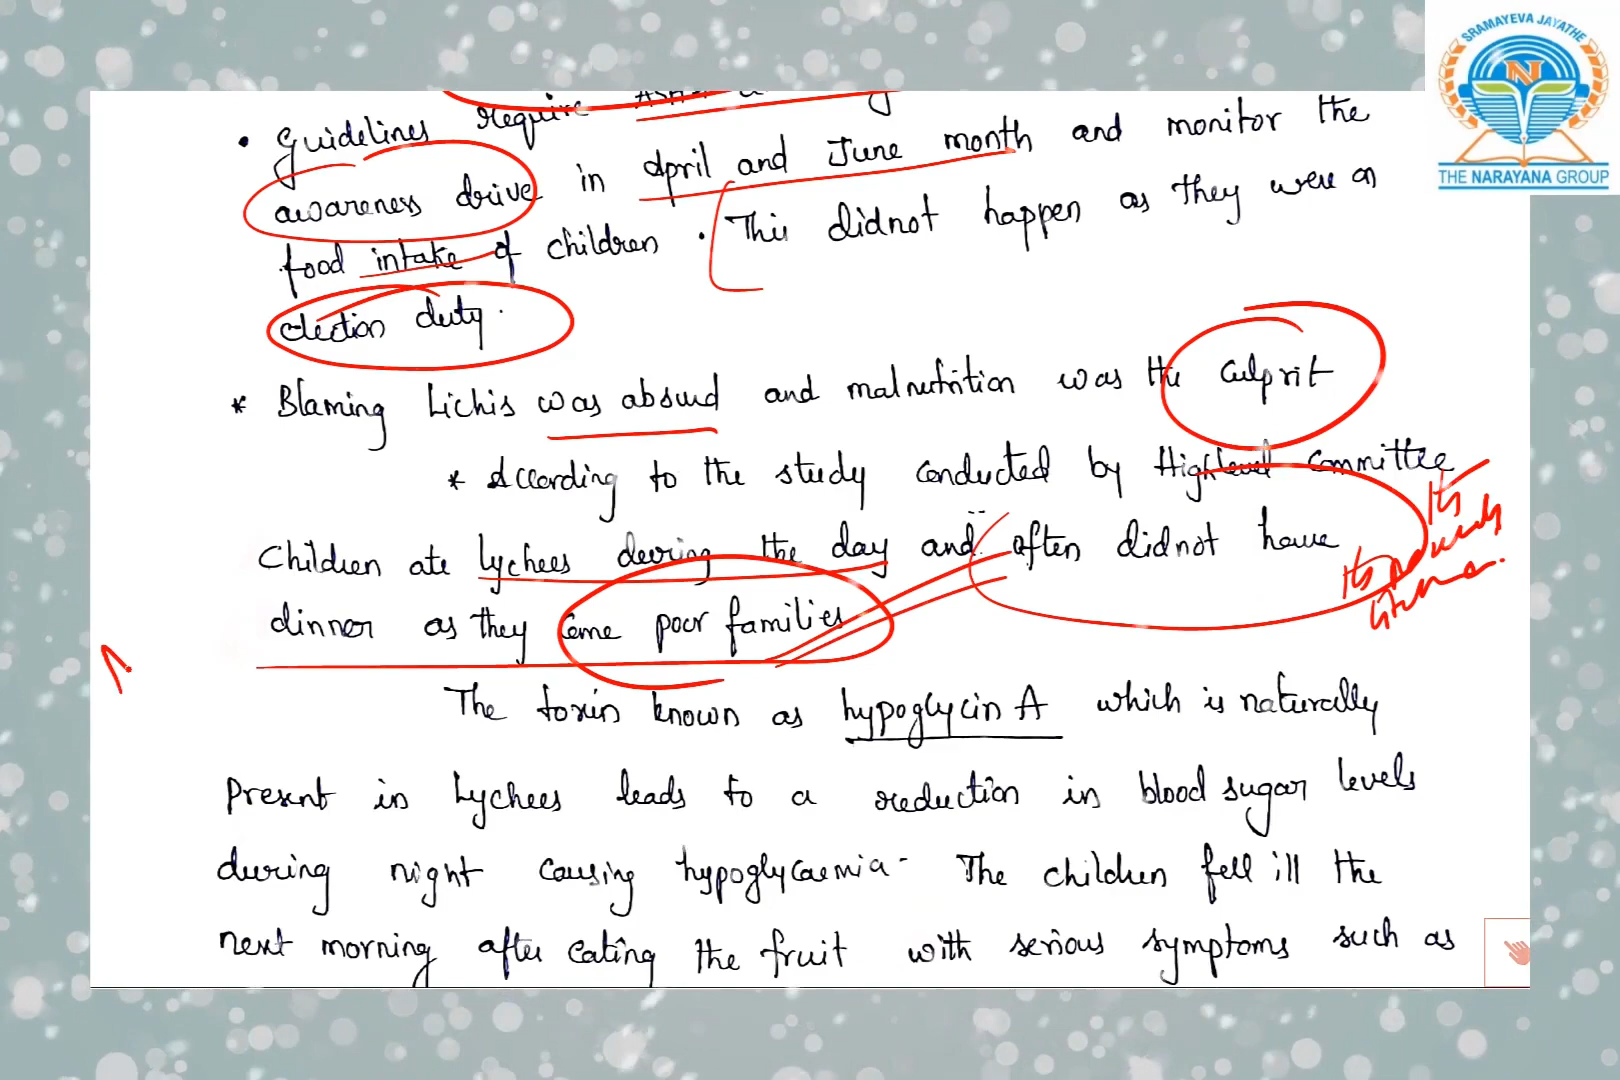 SRAMAYEVA JAYATHE
N
THE NARAYANA GROUP
• Guidelines require
awareness drive in April and June month and monitor the
food intake of children. This didnot happen as they were on
election duty.
* Blaming Lichis was absurd and malnutrition was the culprit
* According to the study conducted by High level Committee
Children ate lychees during the day and often didnot have
dinner as they came poor families
The toxin known as hypoglycin A which is naturally
Present in Lychees leads to a reduction in blood sugar levels
during night causing hypoglycaemia. The children fell ill the
next morning after eating the fruit with serious symptoms such as